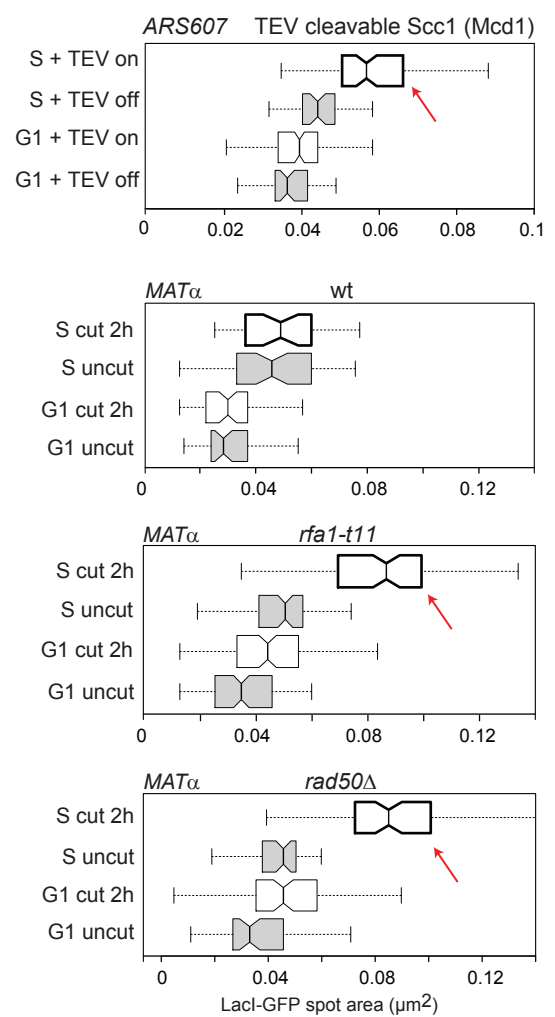 ARS607 TEV cleavable Scc1 (Mcd1)
S + TEV on
S + TEV off
G1 + TEV on
G1 + TEV off
0 0.02 0.04 0.06 0.08 0.1
MATα wt
S cut 2h
S uncut
G1 cut 2h
G1 uncut
0 0.04 0.08 0.12
MATα rfa1-t11
S cut 2h
S uncut
G1 cut 2h
G1 uncut
0 0.04 0.08 0.12
MATα rad50Δ
S cut 2h
S uncut
G1 cut 2h
G1 uncut
0 0.04 0.08 0.12
LacI-GFP spot area (μm2)